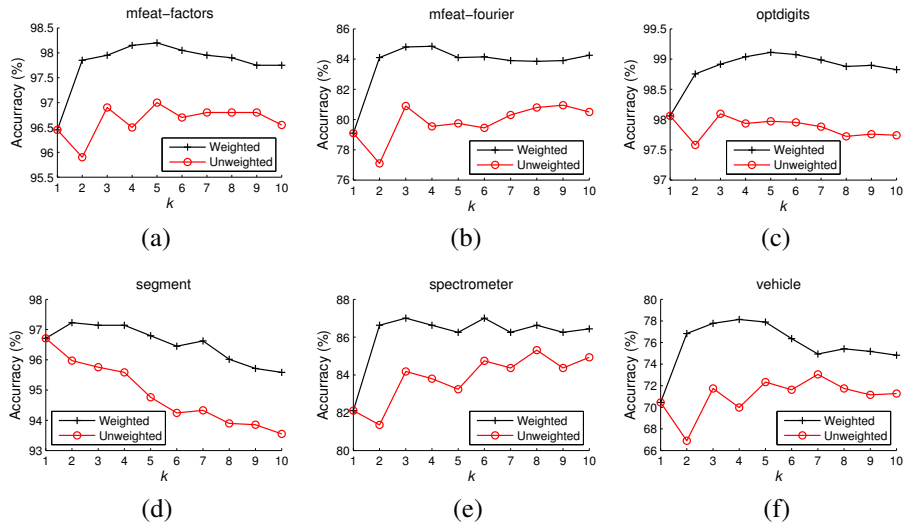 mfeat-factors
98.5
98
97.5
97
96.5
96
95.5
Accurracy (%)
Weighted
Unweighted
1 2 3 4 5 6 7 8 9 10
k
(a)
mfeat-fourier
86
84
82
80
78
76
Accurracy (%)
Weighted
Unweighted
1 2 3 4 5 6 7 8 9 10
k
(b)
optdigits
99.5
99
98.5
98
97.5
97
Accurracy (%)
Weighted
Unweighted
1 2 3 4 5 6 7 8 9 10
k
(c)
segment
98
97
96
95
94
93
Accurracy (%)
Weighted
Unweighted
1 2 3 4 5 6 7 8 9 10
k
(d)
spectrometer
88
86
84
82
80
Accurracy (%)
Weighted
Unweighted
1 2 3 4 5 6 7 8 9 10
k
(e)
vehicle
80
78
76
74
72
70
68
66
Accurracy (%)
Weighted
Unweighted
1 2 3 4 5 6 7 8 9 10
k
(f)